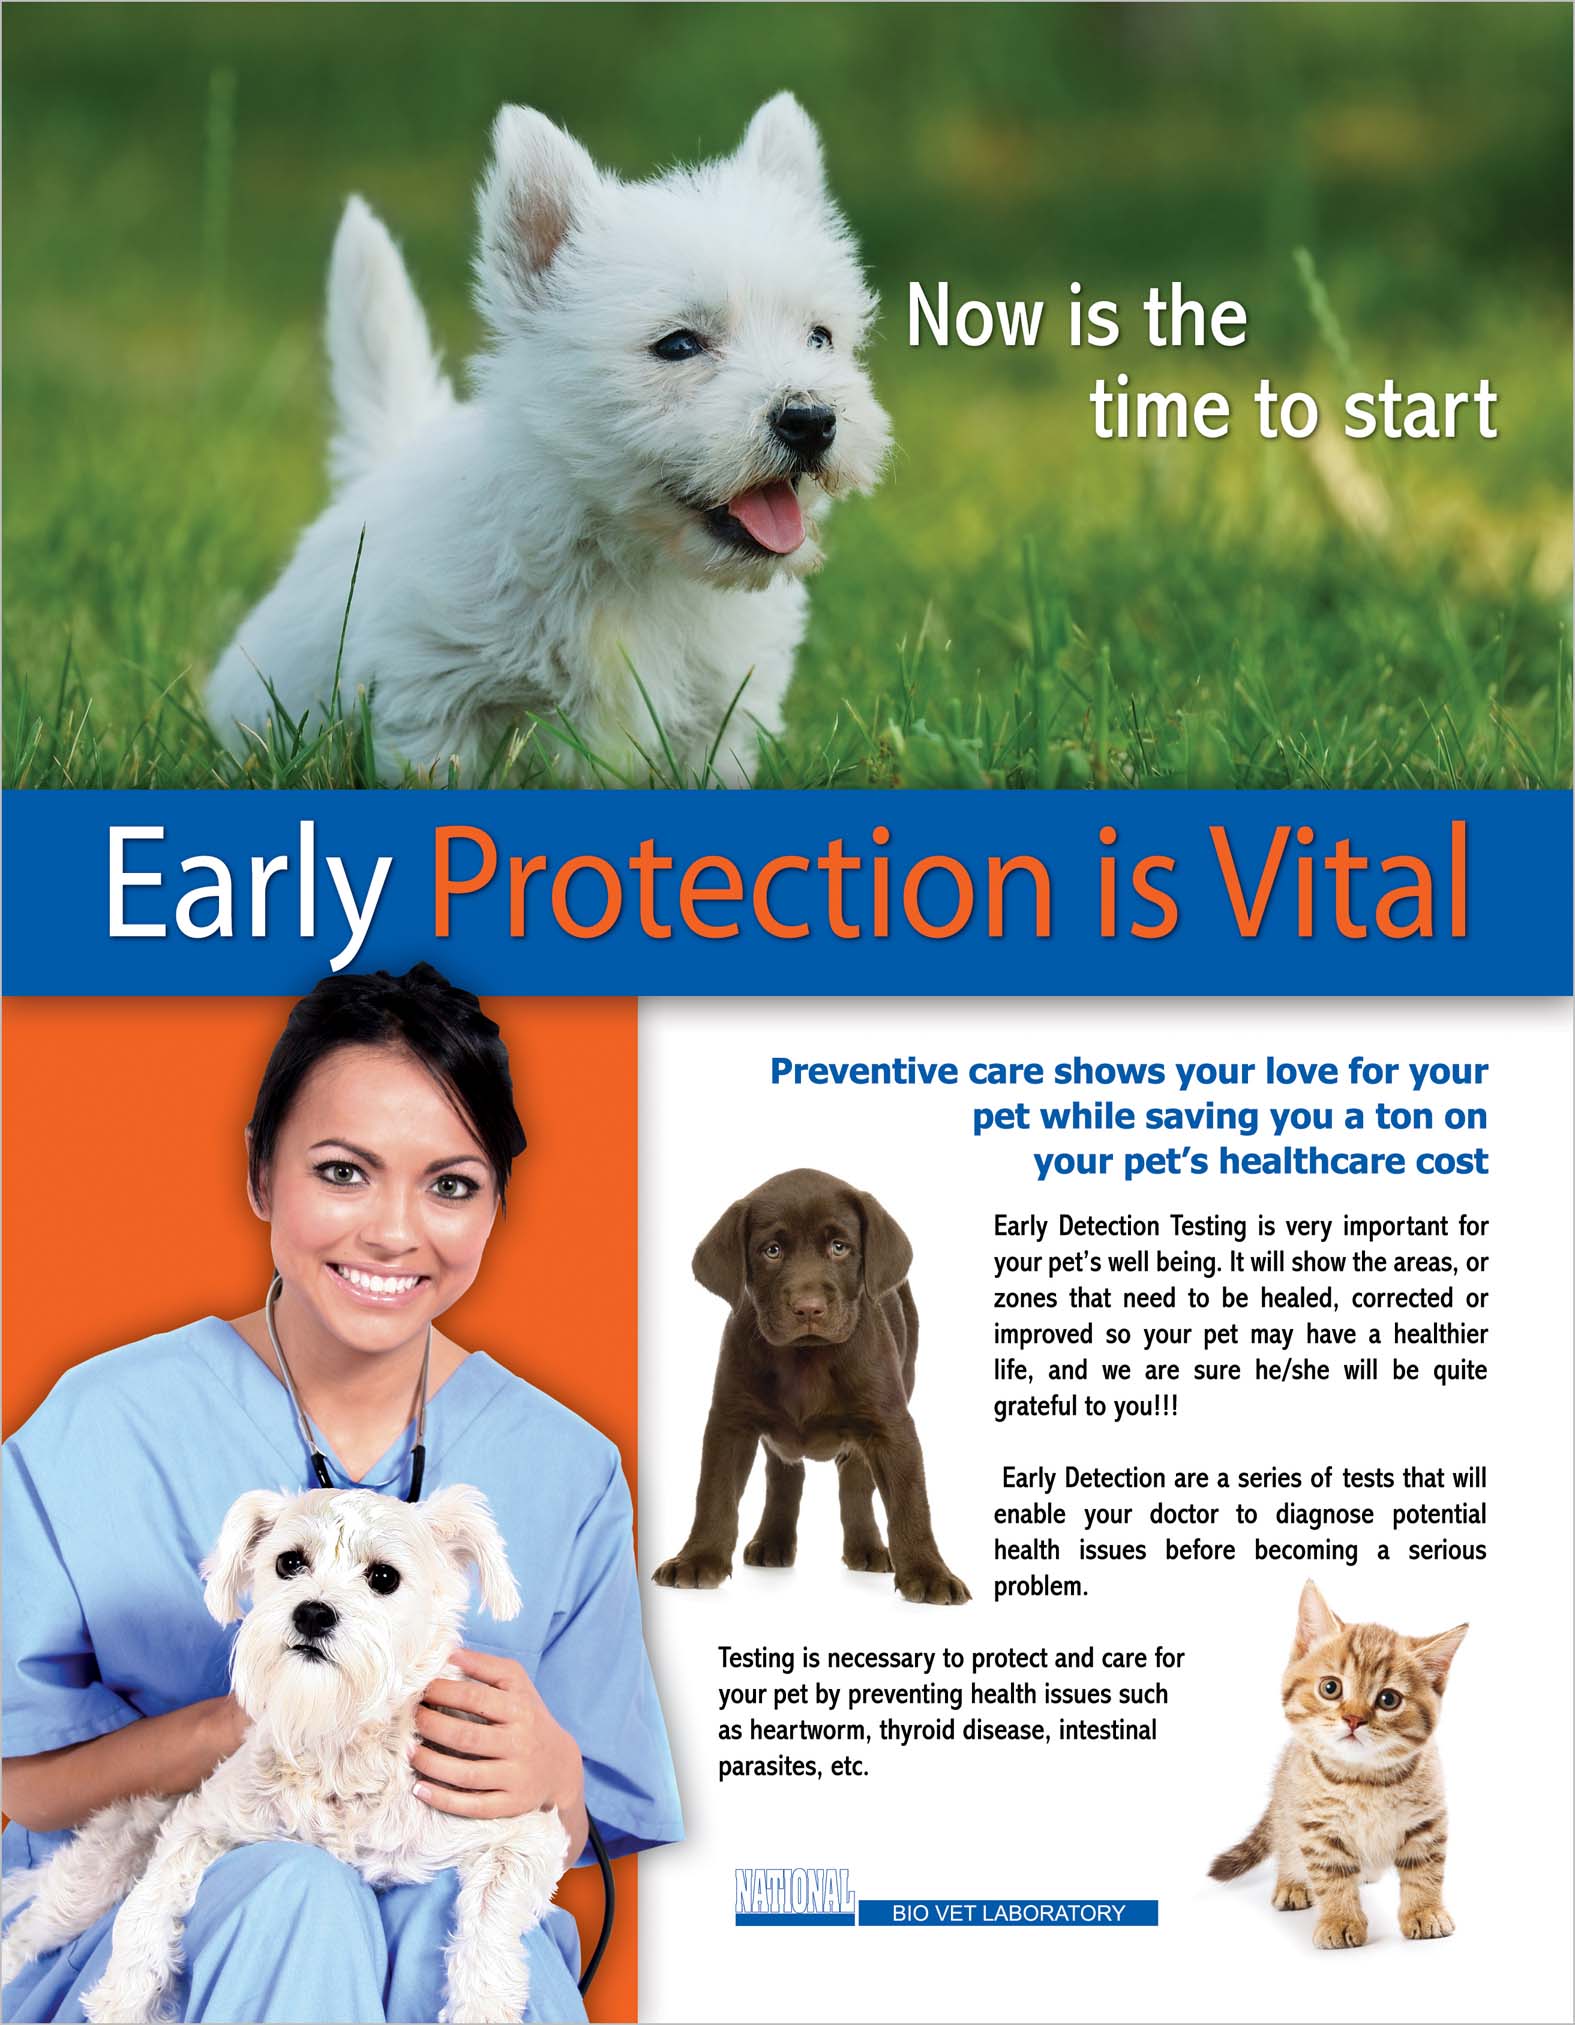 Now is the
time to start
Early Protection is Vital
Preventive care shows your love for your
pet while saving you a ton on
your pet’s healthcare cost
Early Detection Testing is very important for
your pet’s well being. It will show the areas, or
zones that need to be healed, corrected or
improved so your pet may have a healthier
life, and we are sure he/she will be quite
grateful to you!!!
Early Detection are a series of tests that will
enable your doctor to diagnose potential
health issues before becoming a serious
problem.
Testing is necessary to protect and care for
your pet by preventing health issues such
as heartworm, thyroid disease, intestinal
parasites, etc.
NATIONAL
BIO VET LABORATORY